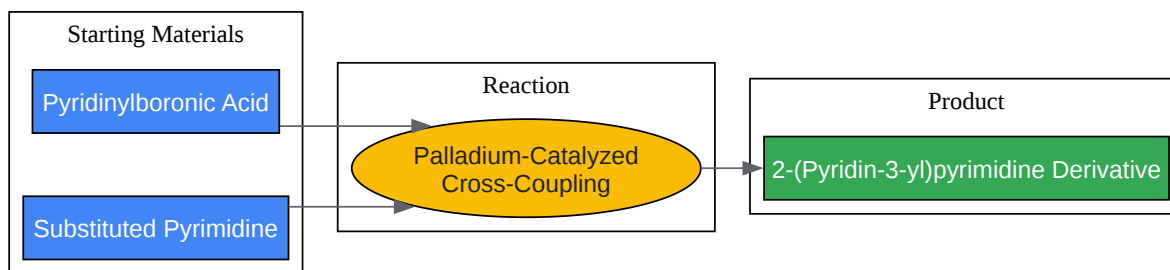 Starting Materials
Pyridinylboronic Acid
Substituted Pyrimidine
Reaction
Palladium-Catalyzed
Cross-Coupling
Product
2-(Pyridin-3-yl)pyrimidine Derivative